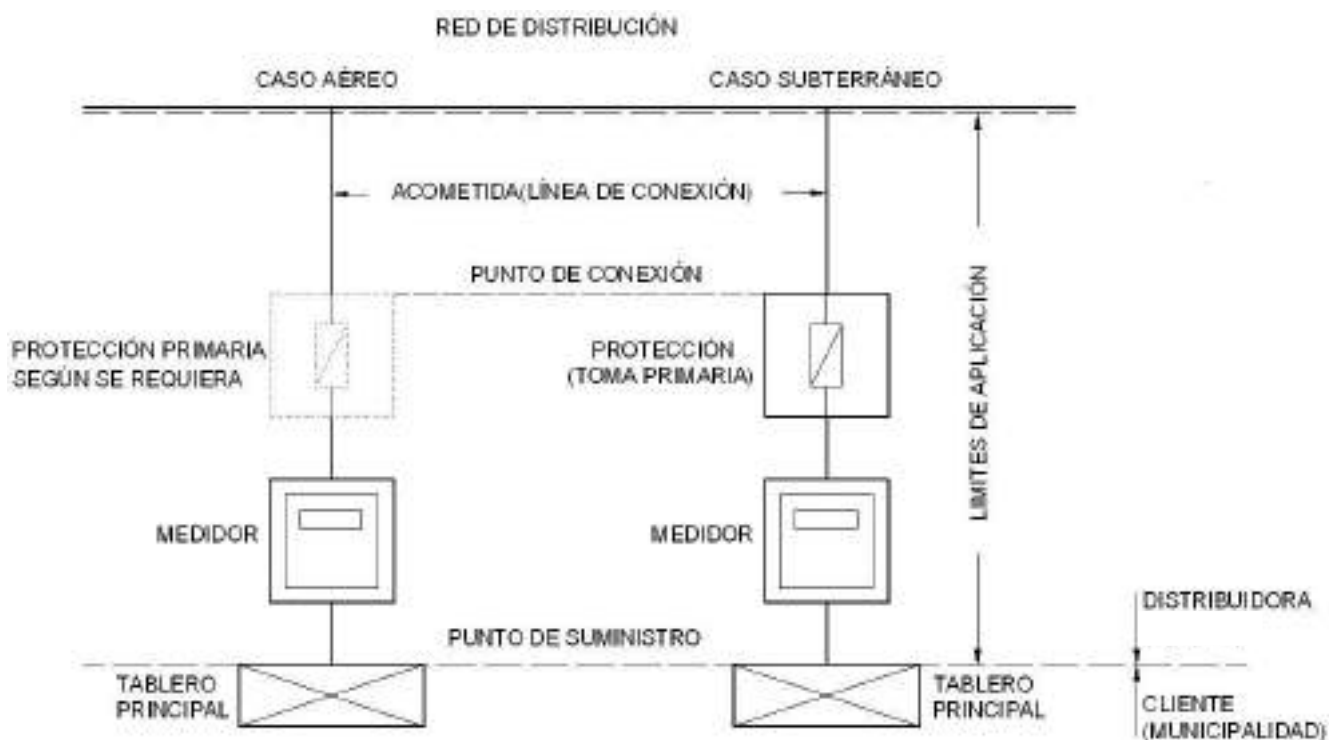 RED DE DISTRIBUCIÓN
CASO AÉREO
CASO SUBTERRÁNEO
ACOMETIDA(LÍNEA DE CONEXIÓN)
PUNTO DE CONEXIÓN
PROTECCIÓN PRIMARIA
SEGÚN SE REQUIERA
PROTECCIÓN
(TOMA PRIMARIA)
LIMITES DE APLICACIÓN
MEDIDOR
MEDIDOR
DISTRIBUIDORA
PUNTO DE SUMINISTRO
TABLERO
PRINCIPAL
TABLERO
PRINCIPAL
CLIENTE
(MUNICIPALIDAD)